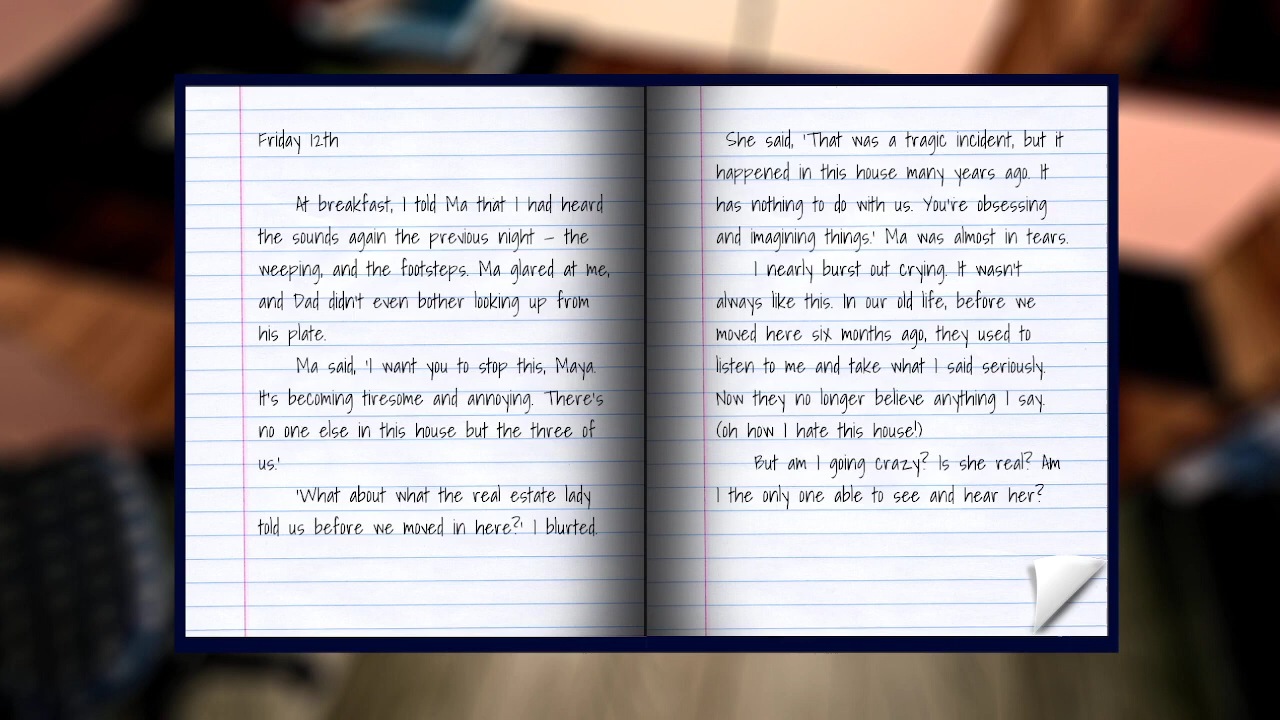 Friday 12th
At breakfast, I told Ma that I had heard
the sounds again the previous night – the
weeping, and the footsteps. Ma glared at me,
and Dad didn't even bother looking up from
his plate.
Ma said, 'I want you to stop this, Maya.
It's becoming tiresome and annoying. There's
no one else in this house but the three of
us.'
'What about what the real estate lady
told us before we moved in here?' I blurted.
She said, 'That was a tragic incident, but it
happened in this house many years ago. It
has nothing to do with us. You're obsessing
and imagining things.' Ma was almost in tears.
I nearly burst out crying. It wasn't
always like this. In our old life, before we
moved here six months ago, they used to
listen to me and take what I said seriously.
Now they no longer believe anything I say.
(oh how I hate this house!)
But am I going crazy? Is she real? Am
I the only one able to see and hear her?